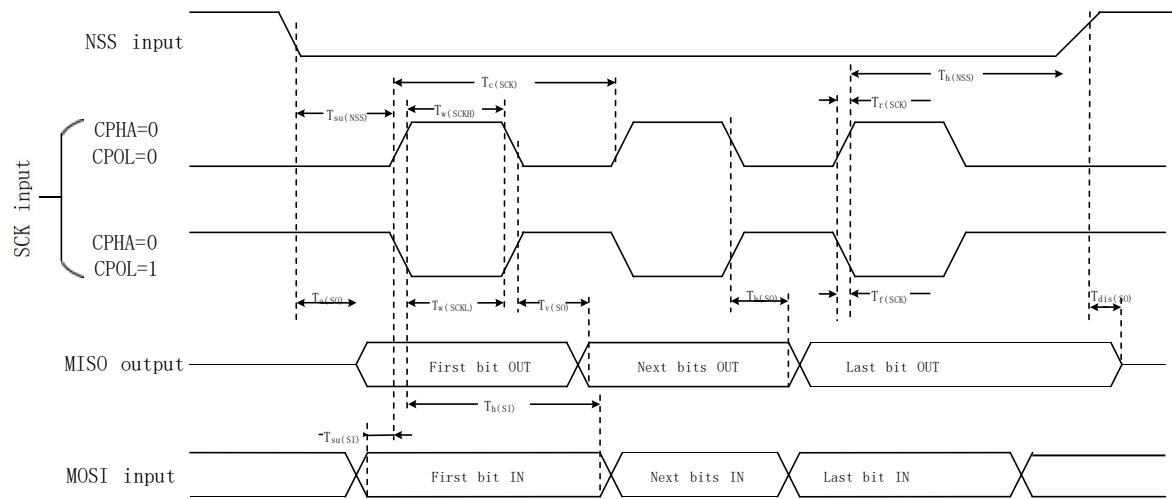 NSS input
Tc(SCK)
Th(NSS)
Tsu(NSS)
Tw(SCKH)
Tr(SCK)
SCK input
CPHA=0
CPOL=0
CPHA=0
CPOL=1
Ta(SO)
Tw(SCKL)
Tv(SO)
Th(SO)
Tf(SCK)
Tdis(SO)
MISO output
First bit OUT
Next bits OUT
Last bit OUT
Th(SI)
Tsu(SI)
MOSI input
First bit IN
Next bits IN
Last bit IN